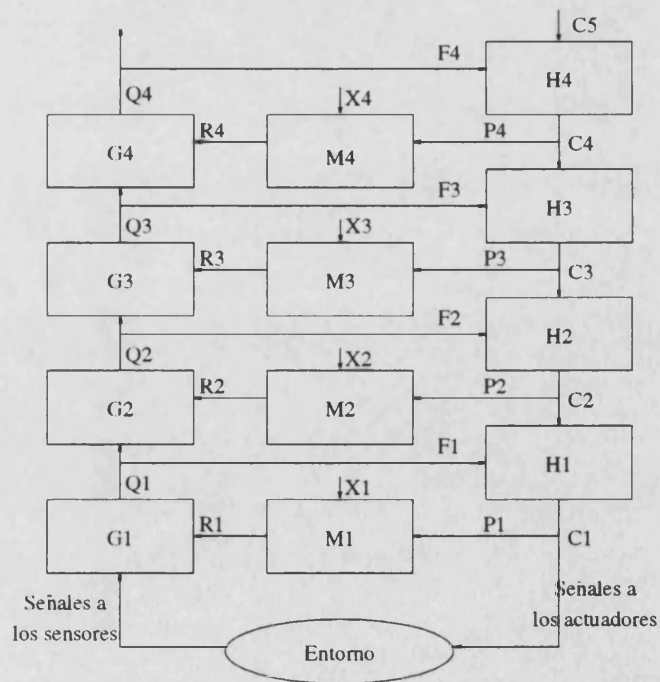 C5
F4
H4
Q4
X4
R4
P4
C4
G4
M4
F3
H3
Q3
X3
R3
P3
C3
G3
M3
F2
H2
Q2
X2
R2
P2
C2
G2
M2
F1
H1
Q1
X1
R1
P1
C1
G1
M1
Señales a
los sensores
Señales a
los actuadores
Entorno